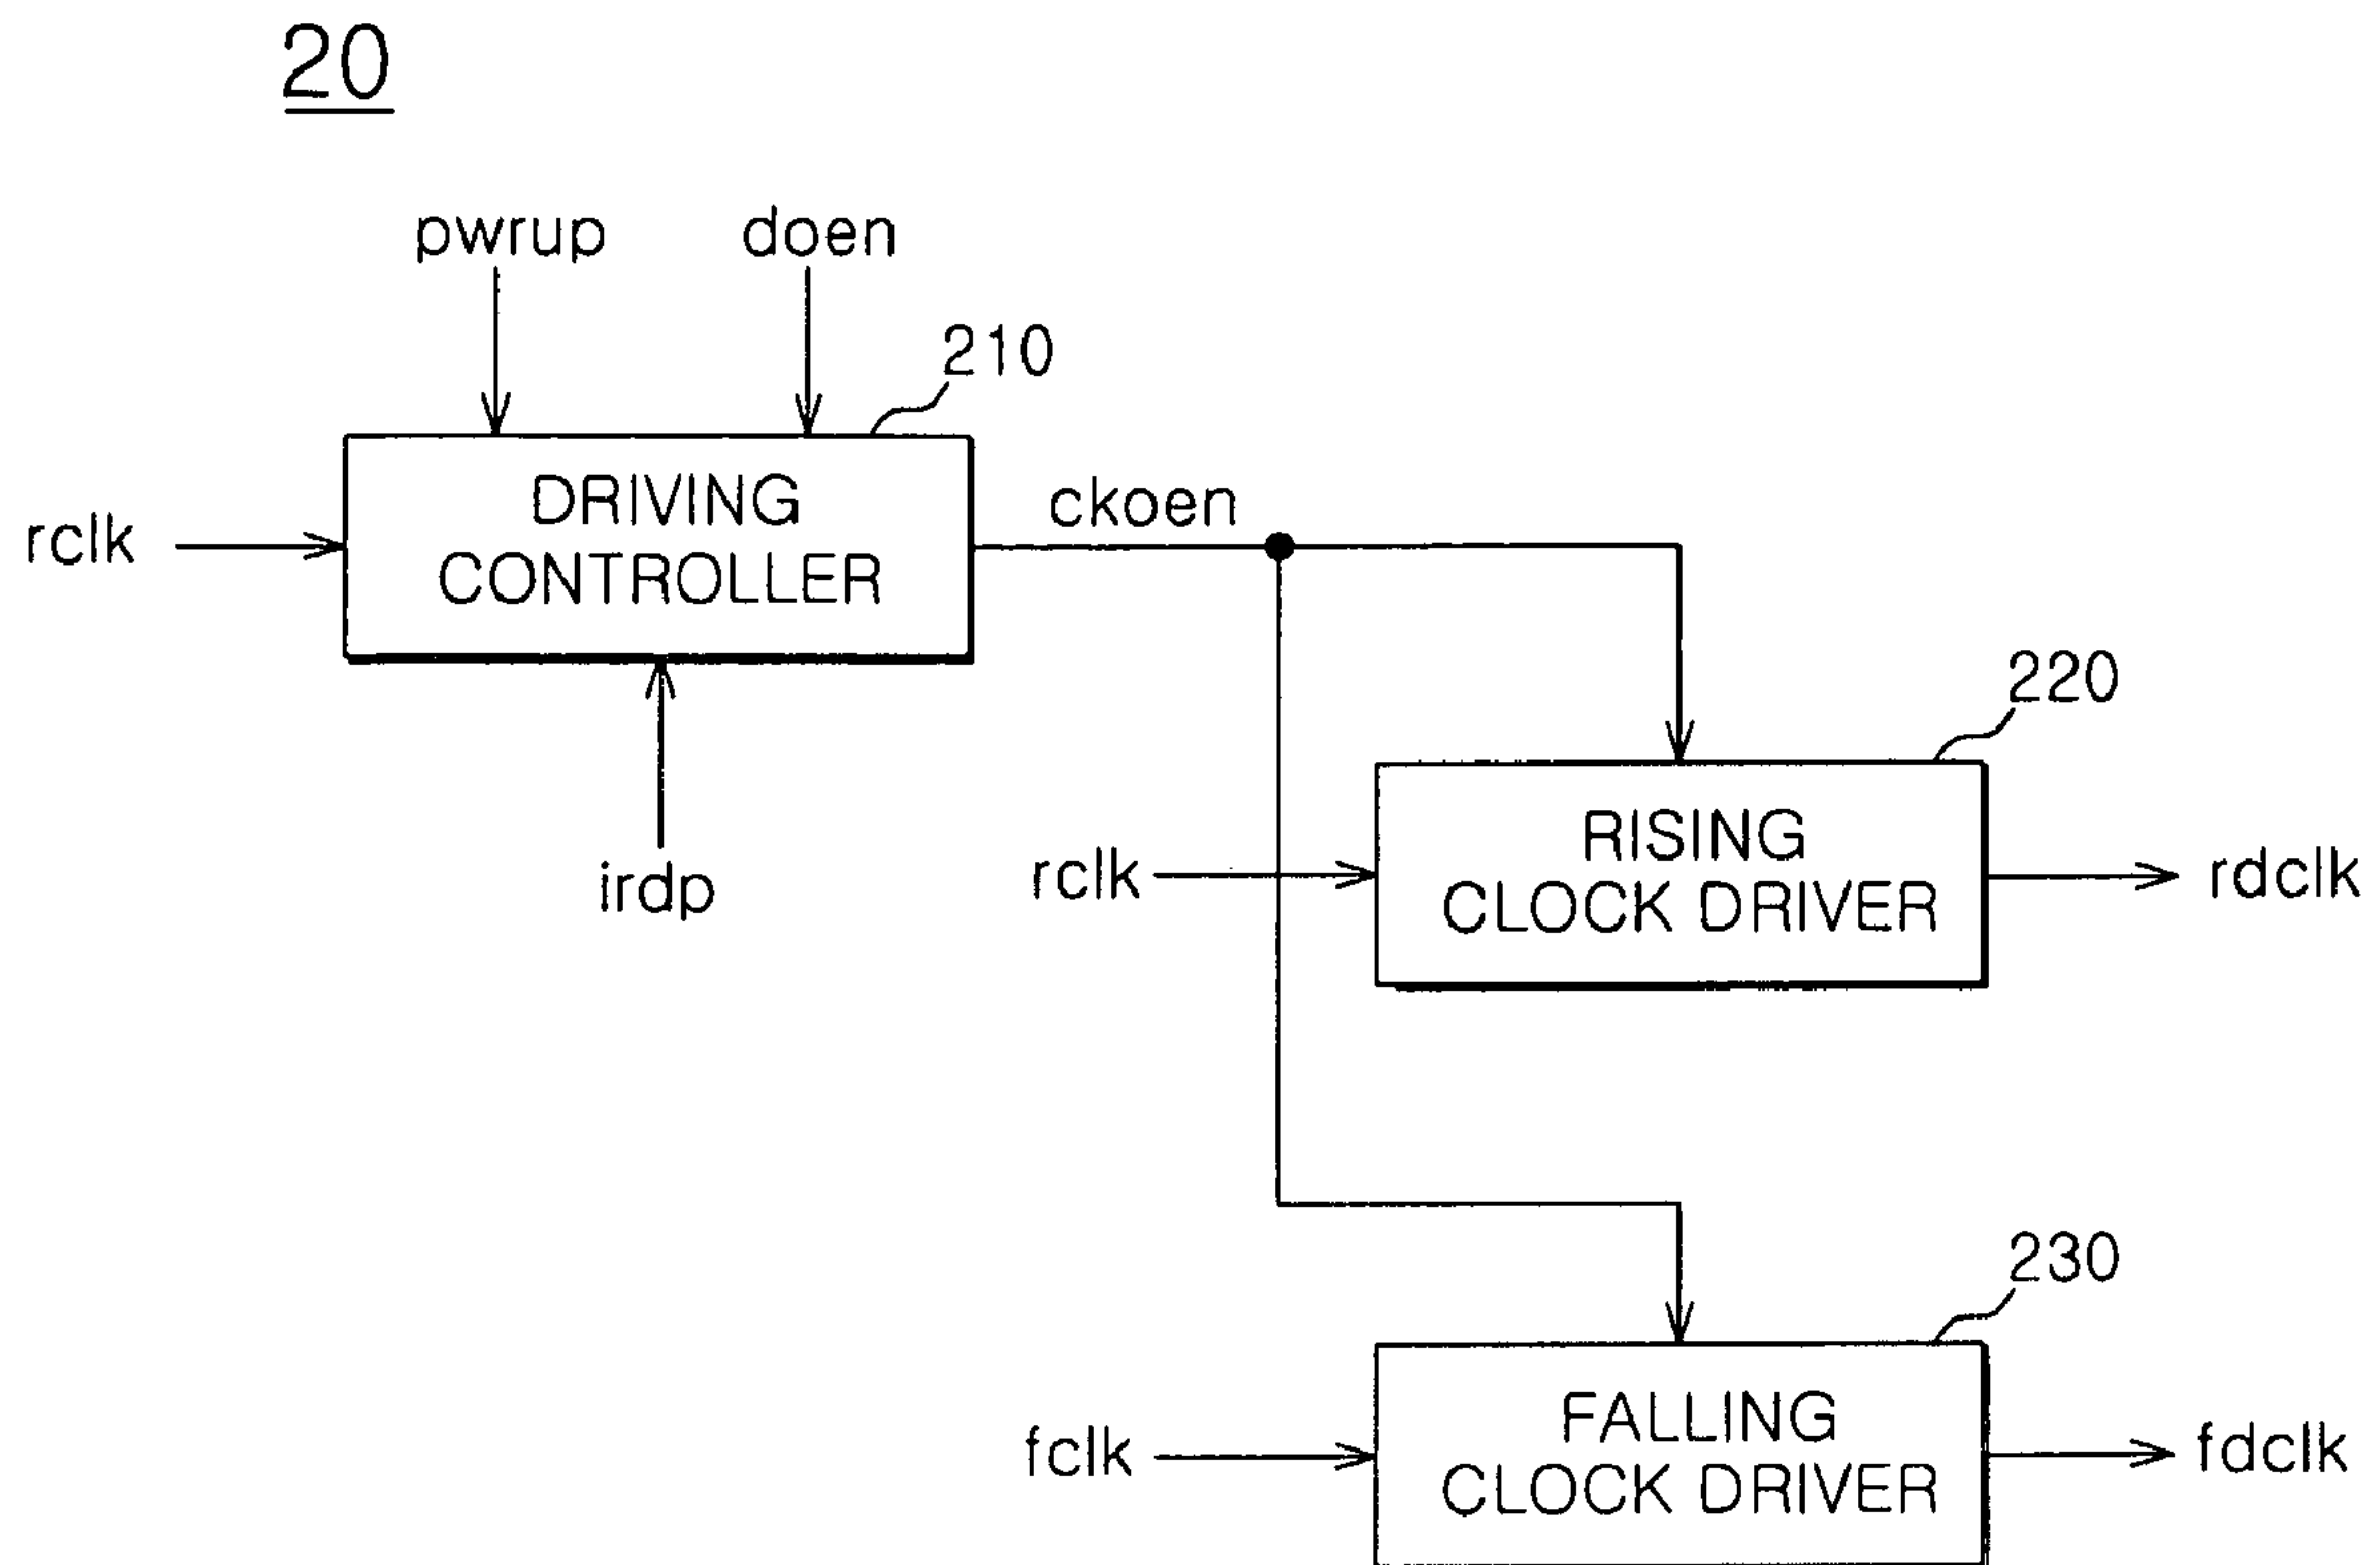 20
pwrup
doen
210
DRIVING
CONTROLLER
rclk
ckoen
irdp
220
rclk
RISING
CLOCK DRIVER
rdclk
230
fclk
FALLING
CLOCK DRIVER
fdclk